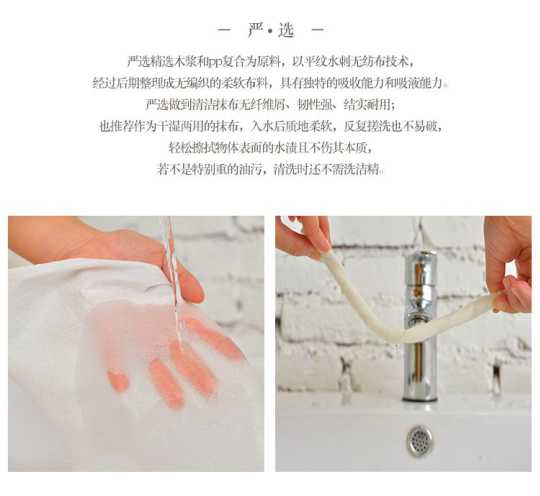 — 严•选 —
严选精选木浆和pp复合为原料，以平纹水刺无纺布技术，
经过后期整理成无编织的柔软布料，具有独特的吸收能力和吸液能力。
严选做到清洁抹布无纤维屑、韧性强、结实耐用；
也推荐作为干湿两用的抹布，入水后质地柔软，反复搓洗也不易破，
轻松擦拭物体表面的水渍且不伤其本质，
若不是特别重的油污，清洗时还不需洗洁精。